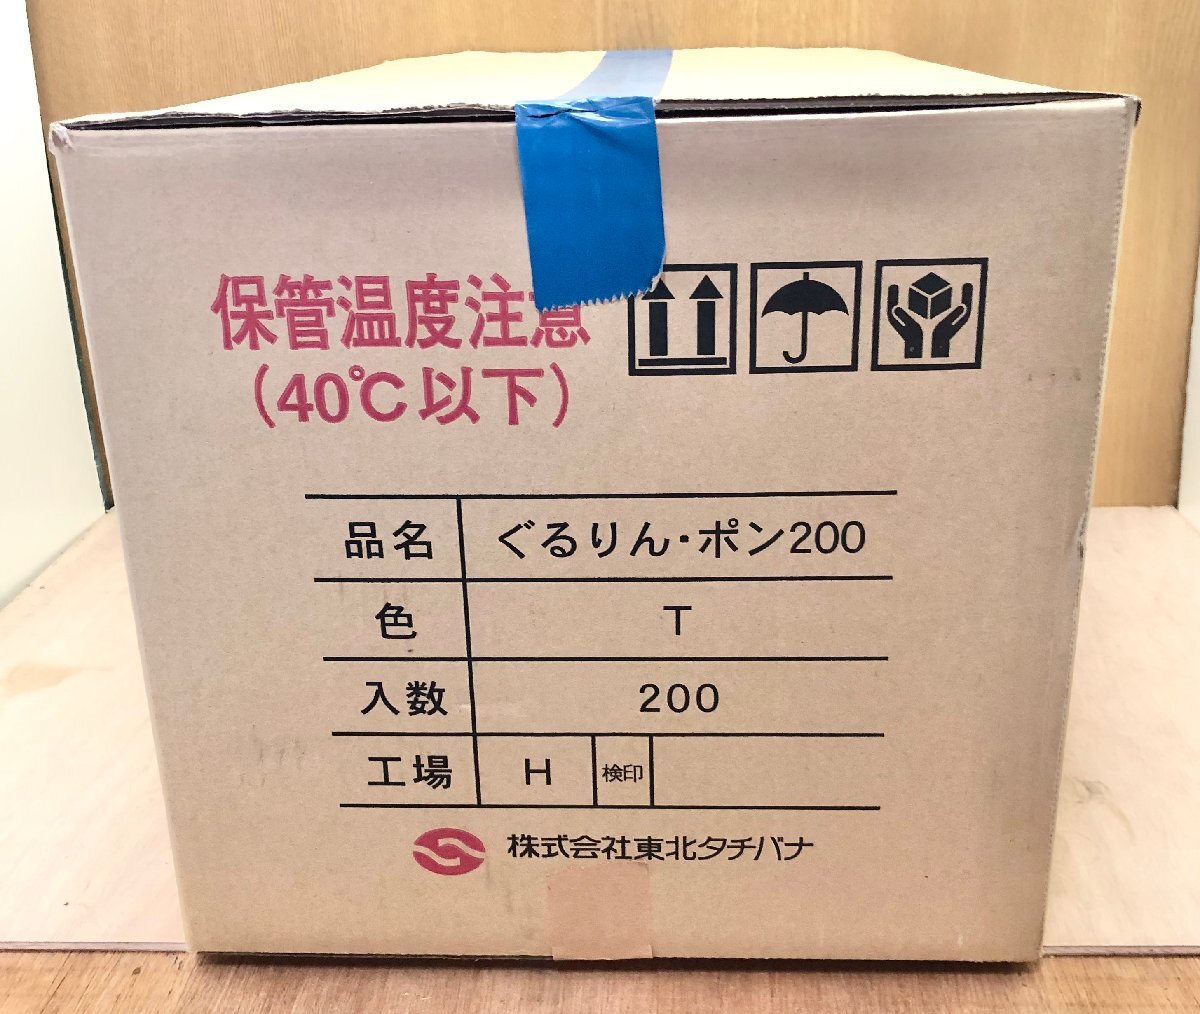 保管温度注意
(40℃以下)
品名 ぐるりん・ポン200
色 T
入数 200
工場 H 検印
株式会社東北タチバナ